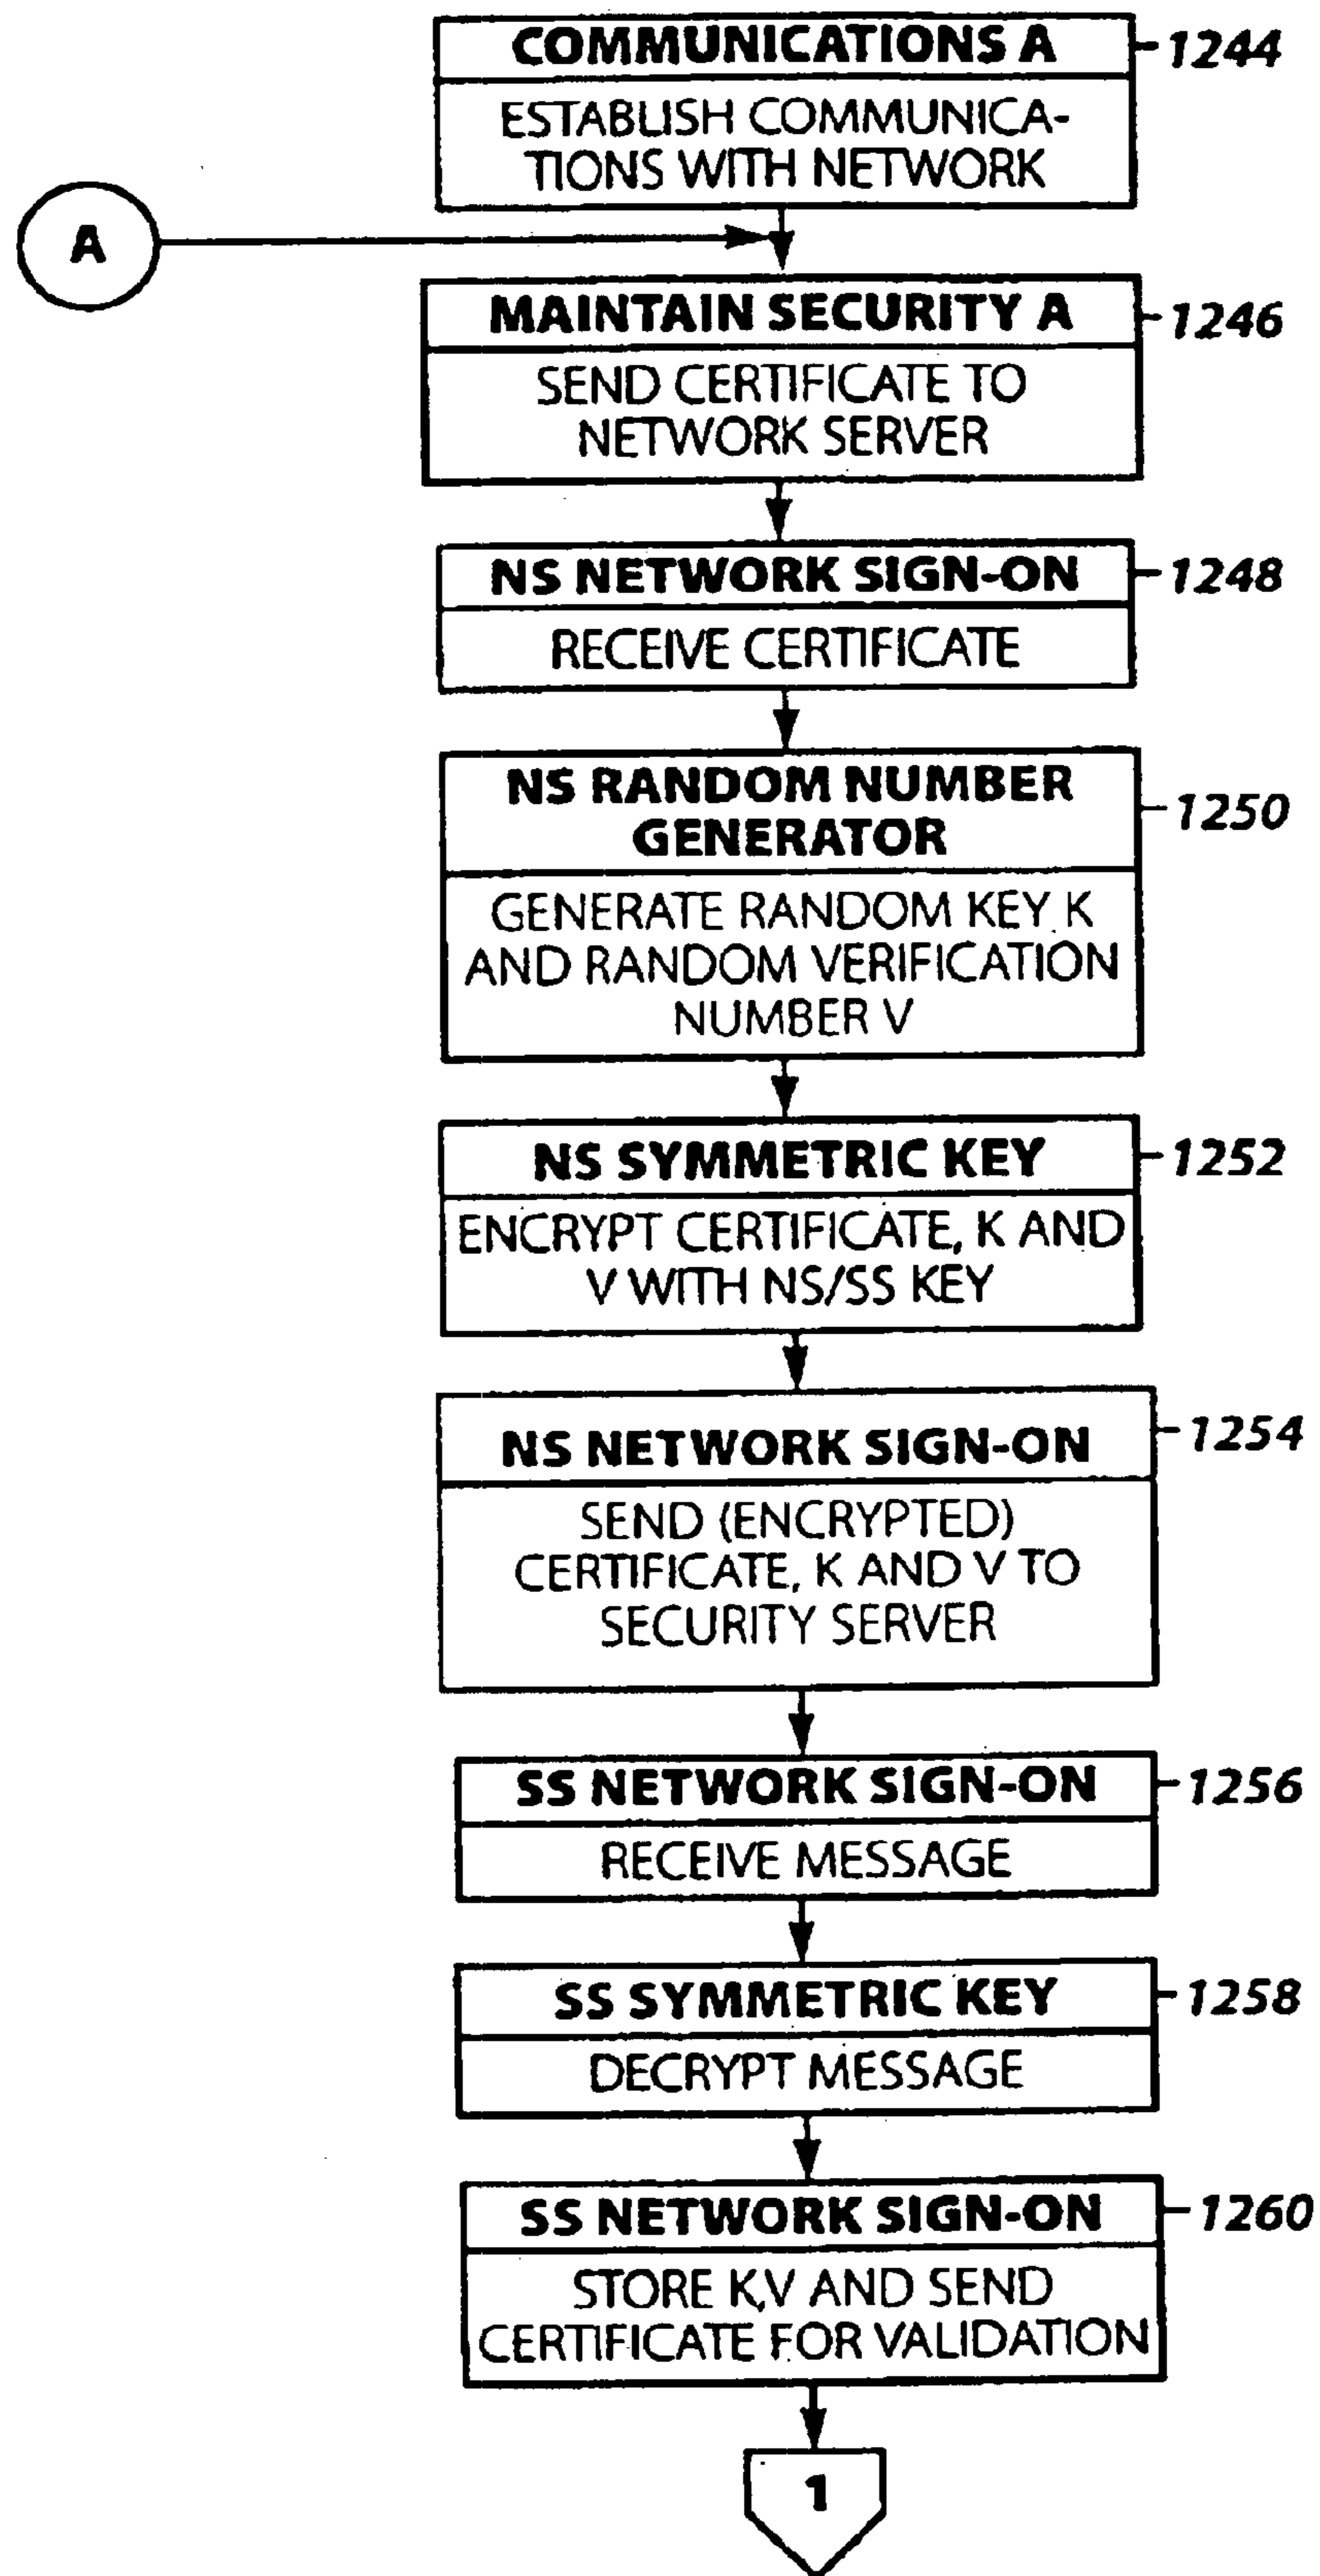 COMMUNICATIONS A
1244
ESTABLISH COMMUNICA-
TIONS WITH NETWORK
A
MAINTAIN SECURITY A
1246
SEND CERTIFICATE TO
NETWORK SERVER
NS NETWORK SIGN-ON
1248
RECEIVE CERTIFICATE
NS RANDOM NUMBER
GENERATOR
1250
GENERATE RANDOM KEY K
AND RANDOM VERIFICATION
NUMBER V
NS SYMMETRIC KEY
1252
ENCRYPT CERTIFICATE, K AND
V WITH NS/SS KEY
NS NETWORK SIGN-ON
1254
SEND (ENCRYPTED)
CERTIFICATE, K AND V TO
SECURITY SERVER
SS NETWORK SIGN-ON
1256
RECEIVE MESSAGE
SS SYMMETRIC KEY
1258
DECRYPT MESSAGE
SS NETWORK SIGN-ON
1260
STORE K,V AND SEND
CERTIFICATE FOR VALIDATION
1